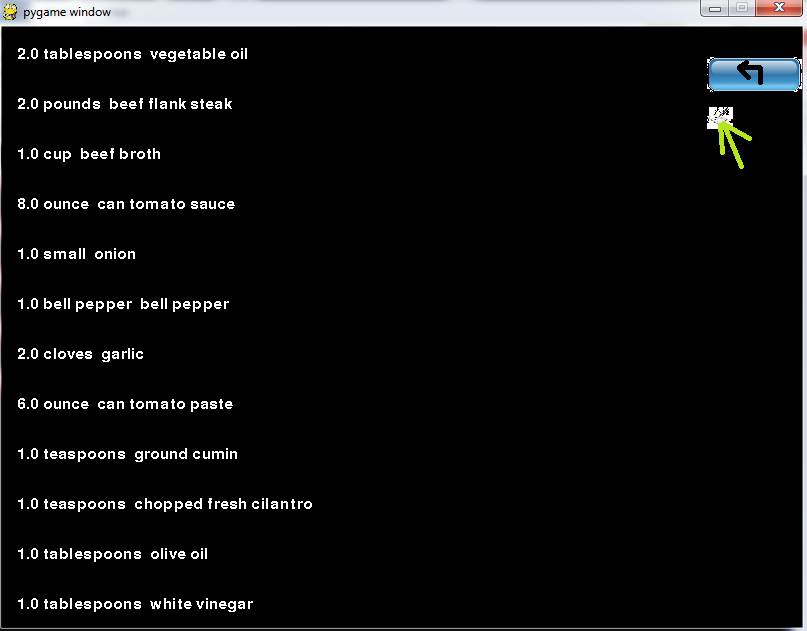 pygame window
2.0 tablespoons  vegetable oil
2.0 pounds  beef flank steak
1.0 cup  beef broth
8.0 ounce  can tomato sauce
1.0 small  onion
1.0 bell pepper  bell pepper
2.0 cloves  garlic
6.0 ounce  can tomato paste
1.0 teaspoons  ground cumin
1.0 teaspoons  chopped fresh cilantro
1.0 tablespoons  olive oil
1.0 tablespoons  white vinegar